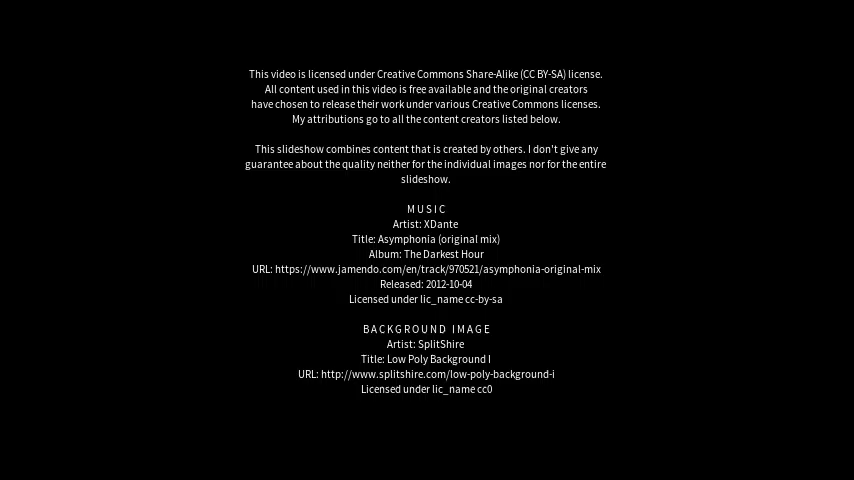 This video is licensed under Creative Commons Share-Alike (CC BY-SA) license.
All content used in this video is free available and the original creators
have chosen to release their work under various Creative Commons licenses.
My attributions go to all the content creators listed below.
This slideshow combines content that is created by others. I don't give any
guarantee about the quality neither for the individual images nor for the entire
slideshow.
M U S I C
Artist: XDante
Title: Asymphonia (original mix)
Album: The Darkest Hour
URL: https://www.jamendo.com/en/track/970521/asymphonia-original-mix
Released: 2012-10-04
Licensed under lic_name cc-by-sa
B A C K G R O U N D   I M A G E
Artist: SplitShire
Title: Low Poly Background I
URL: http://www.splitshire.com/low-poly-background-i
Licensed under lic_name cc0